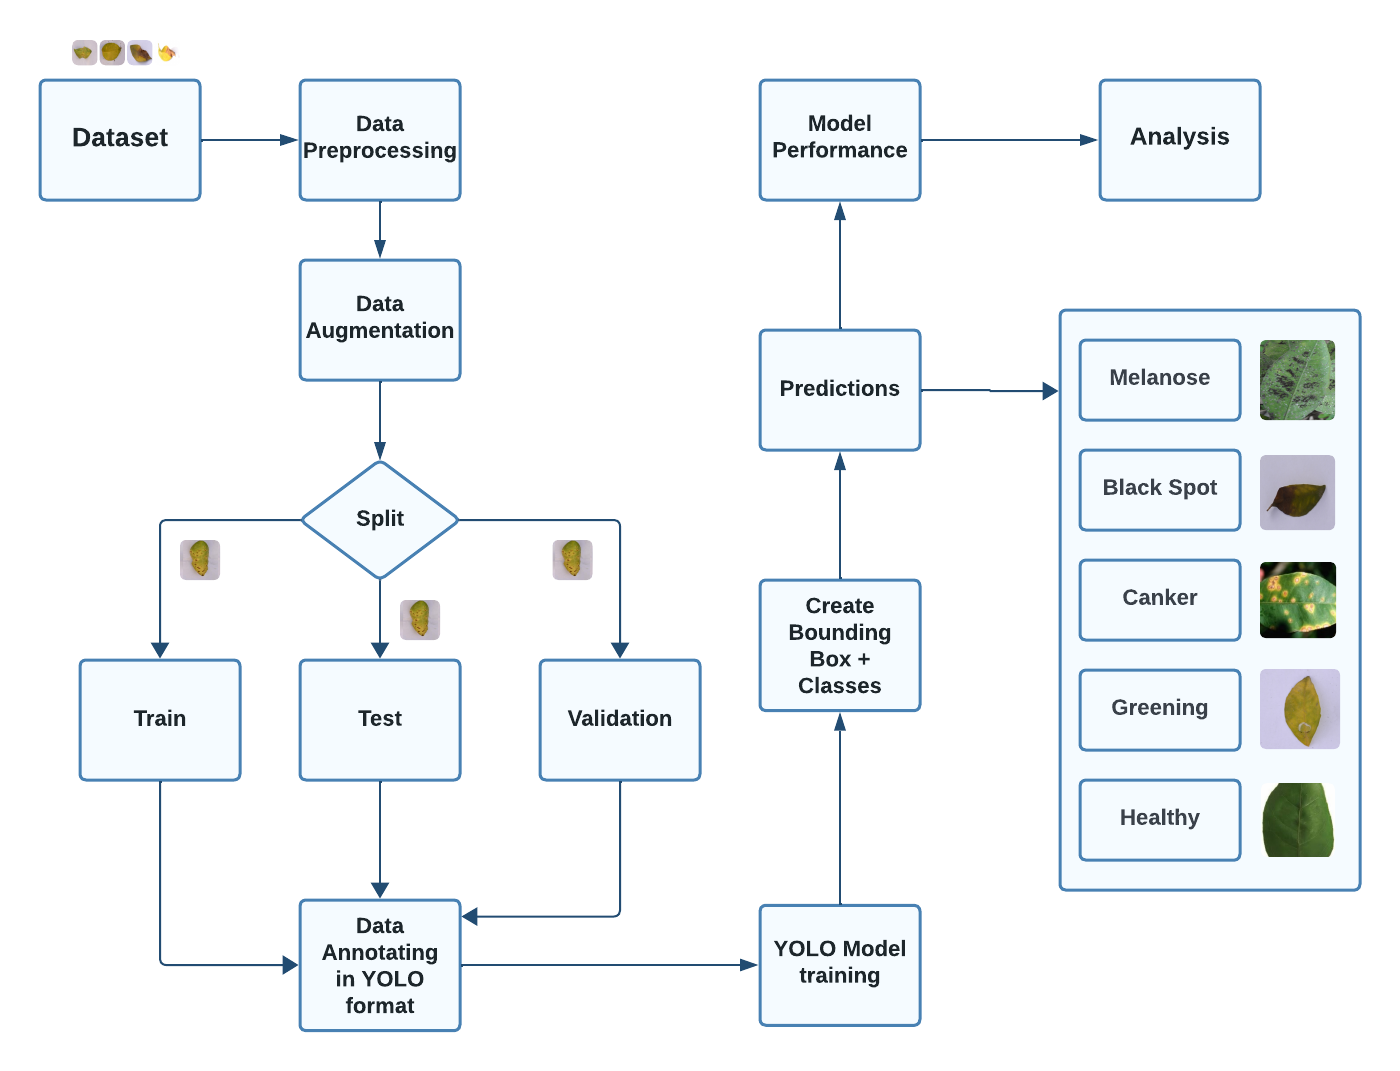 Dataset
Data
Preprocessing
Data
Augmentation
Split
Train
Test
Validation
Data
Annotating
in YOLO
format
YOLO Model
training
Create
Bounding
Box +
Classes
Predictions
Model
Performance
Analysis
Melanose
Black Spot
Canker
Greening
Healthy